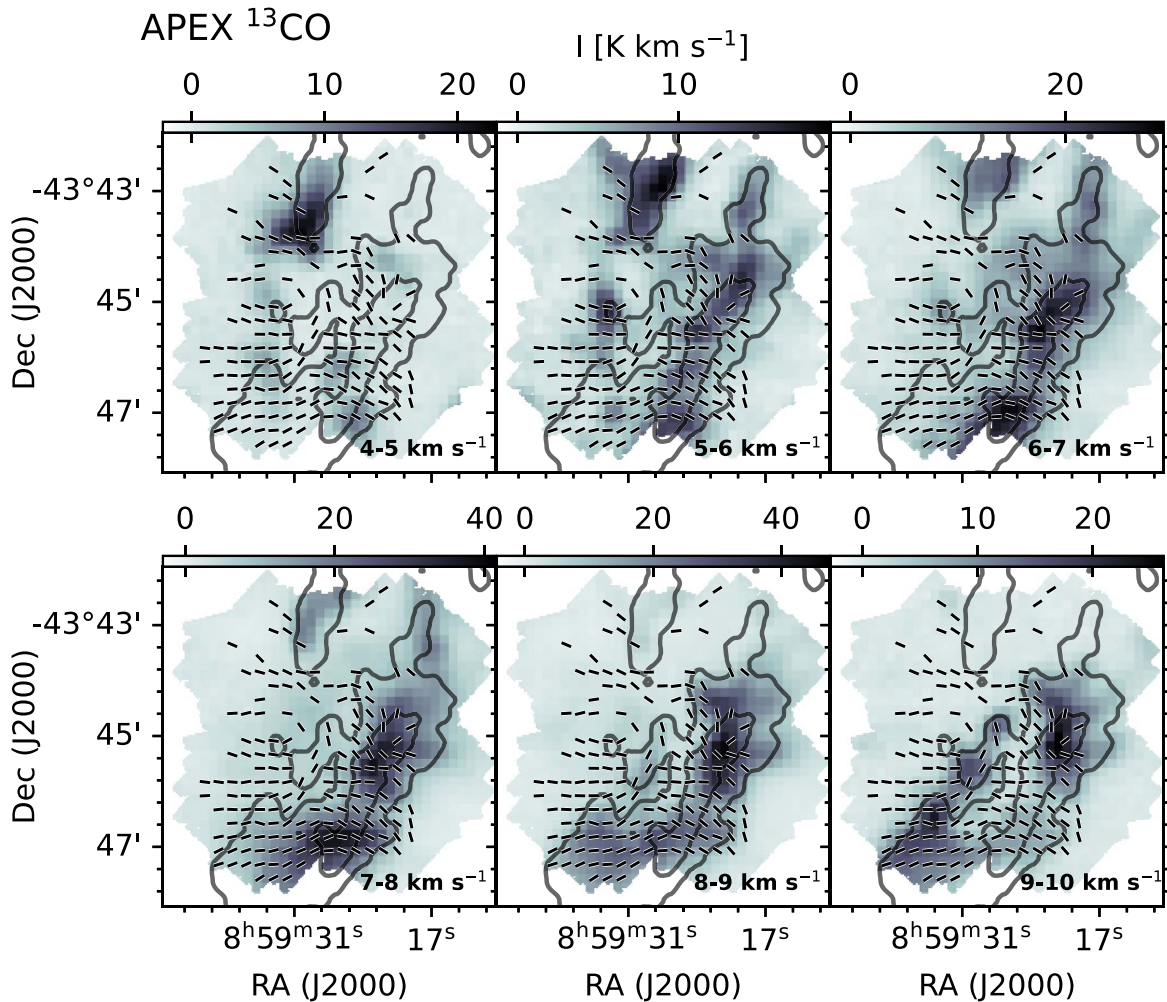 APEX ¹³CO
I [K km s⁻¹]
0 10 20 0 10 0 20
-43°43'
45'
47'
Dec (J2000)
4-5 km s⁻¹ 5-6 km s⁻¹ 6-7 km s⁻¹
0 20 40 0 20 40 0 10 20
-43°43'
45'
47'
Dec (J2000)
7-8 km s⁻¹ 8-9 km s⁻¹ 9-10 km s⁻¹
8ʰ59ᵐ31ˢ 17ˢ 8ʰ59ᵐ31ˢ 17ˢ 8ʰ59ᵐ31ˢ 17ˢ
RA (J2000) RA (J2000) RA (J2000)